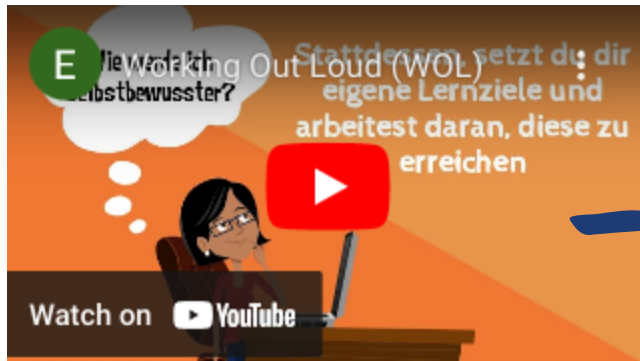 E
Working Out Loud (WOL)
Wie werde ich
selbstbewusster?
Stattdessen, setzt du dir
eigene Lernziele und
arbeitest daran, diese zu
erreichen
Watch on YouTube